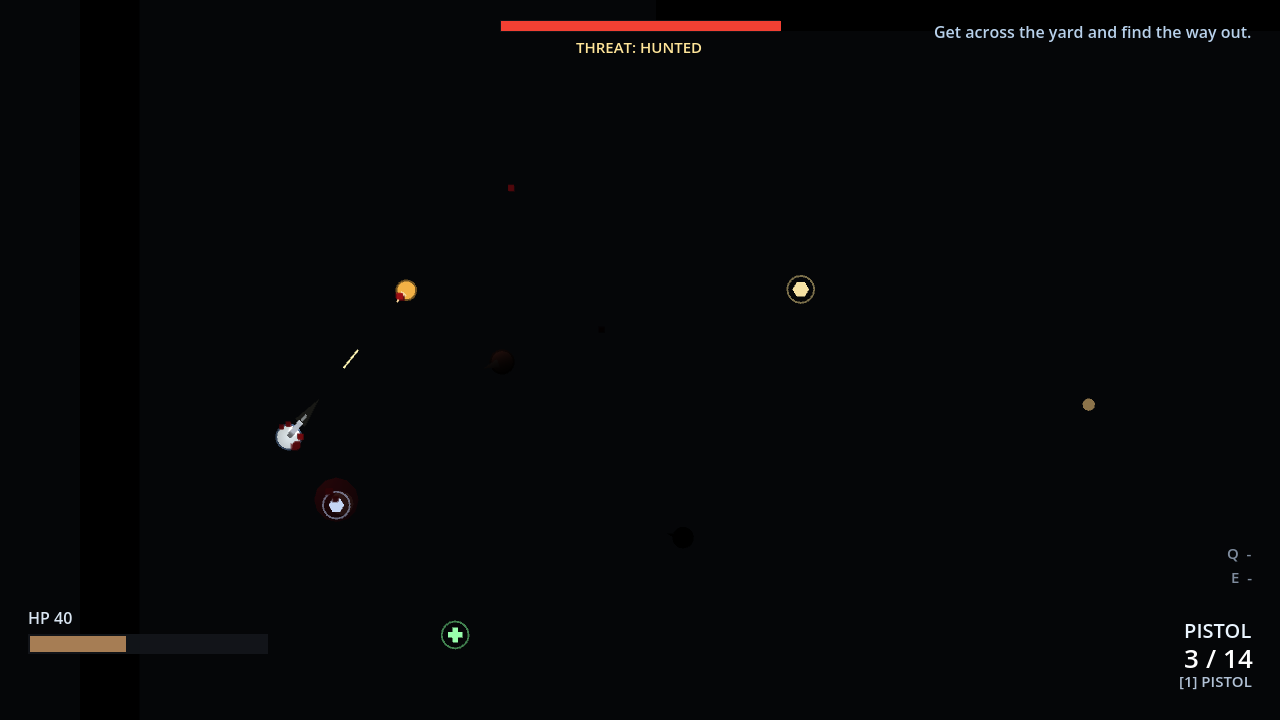 THREAT: HUNTED
Get across the yard and find the way out.
Q -
E -
HP 40
PISTOL
3 / 14
[1] PISTOL